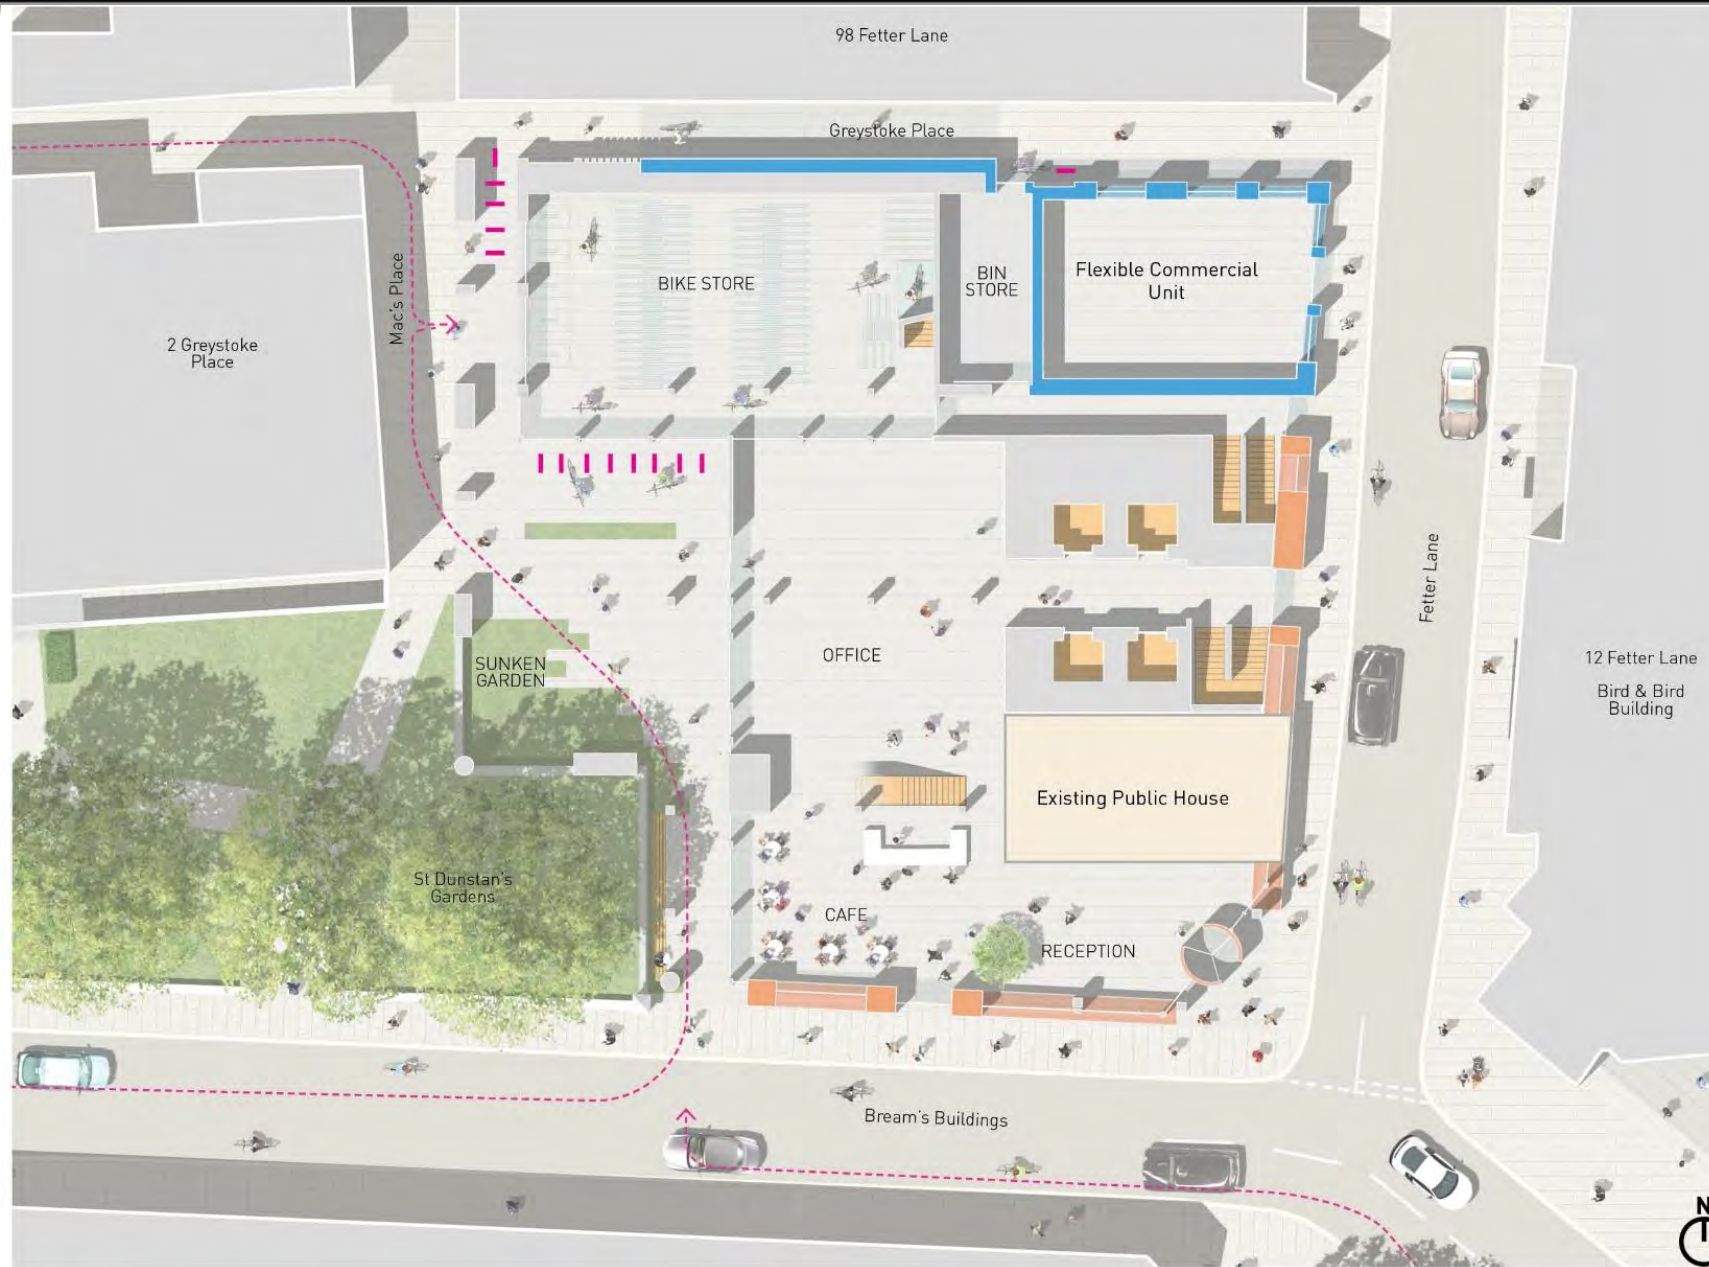 98 Fetter Lane
Greystoke Place
Mac's Place
2 Greystoke
Place
BIKE STORE
BIN
STORE
Flexible Commercial
Unit
Fetter Lane
SUNKEN
GARDEN
OFFICE
12 Fetter Lane
Bird & Bird
Building
Existing Public House
St Dunstan's
Gardens
CAFE
RECEPTION
Bream's Buildings
N